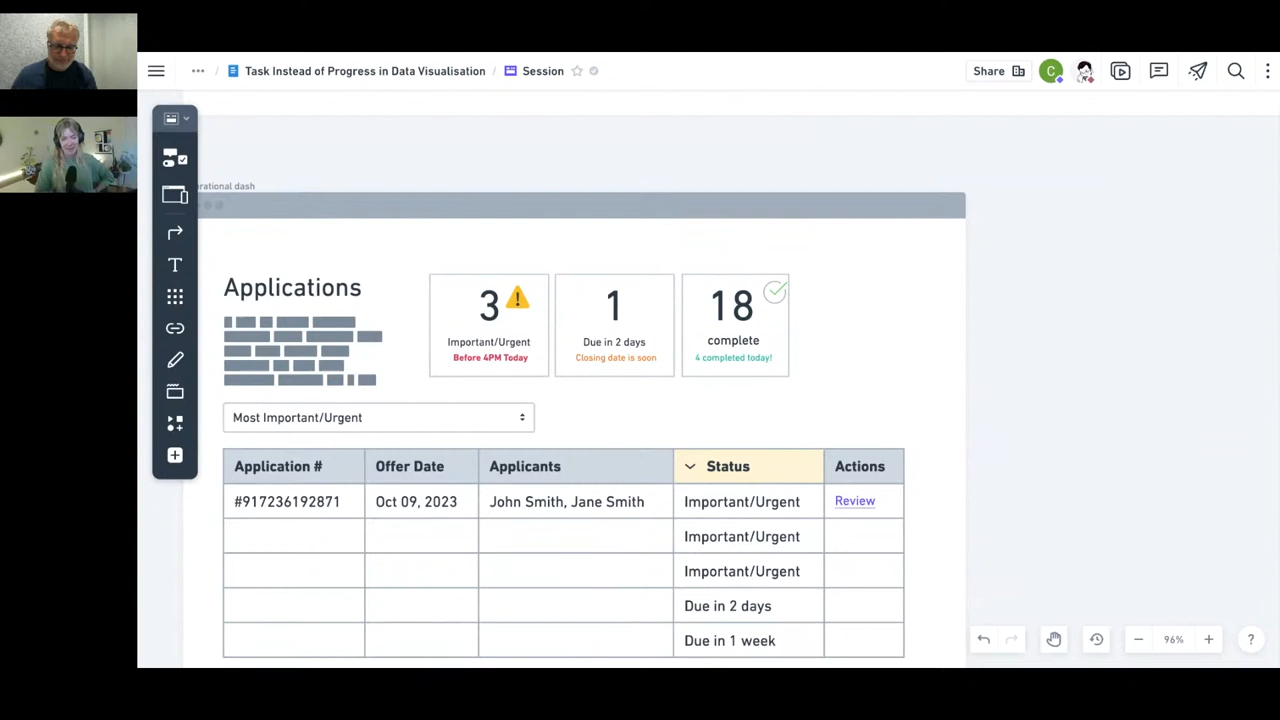 Task Instead of Progress in Data Visualisation / Session
Share
C
erational dash
Applications
3
Important/Urgent
Before 4PM Today
1
Due in 2 days
Closing date is soon
18
complete
4 completed today!
Most Important/Urgent
Application # Offer Date Applicants Status Actions
#917236192871 Oct 09, 2023 John Smith, Jane Smith Important/Urgent Review
Important/Urgent
Important/Urgent
Due in 2 days
Due in 1 week
96%